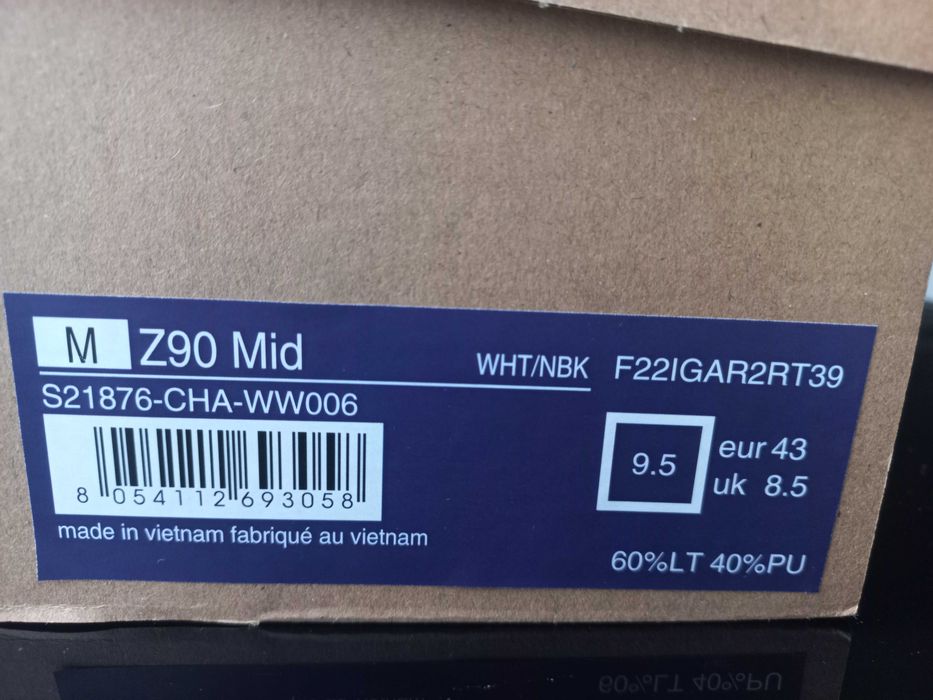 M Z90 Mid WHT/NBK F22IGAR2RT39
S21876-CHA-WW006
8 054112 693058
9.5
eur 43
uk 8.5
made in vietnam fabriqué au vietnam
60%LT 40%PU